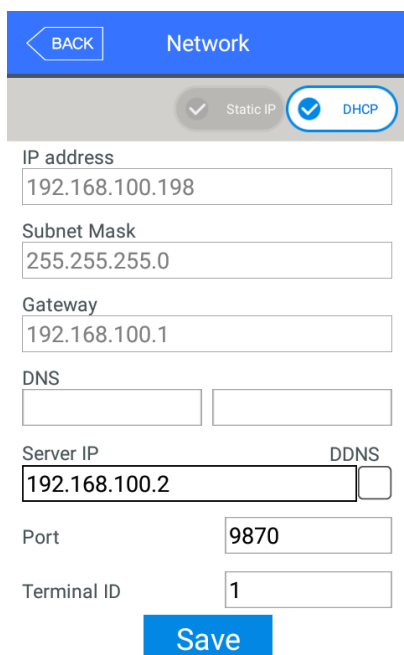 BACK Network
Static IP DHCP
IP address
192.168.100.198
Subnet Mask
255.255.255.0
Gateway
192.168.100.1
DNS
Server IP DDNS
192.168.100.2
Port 9870
Terminal ID 1
Save